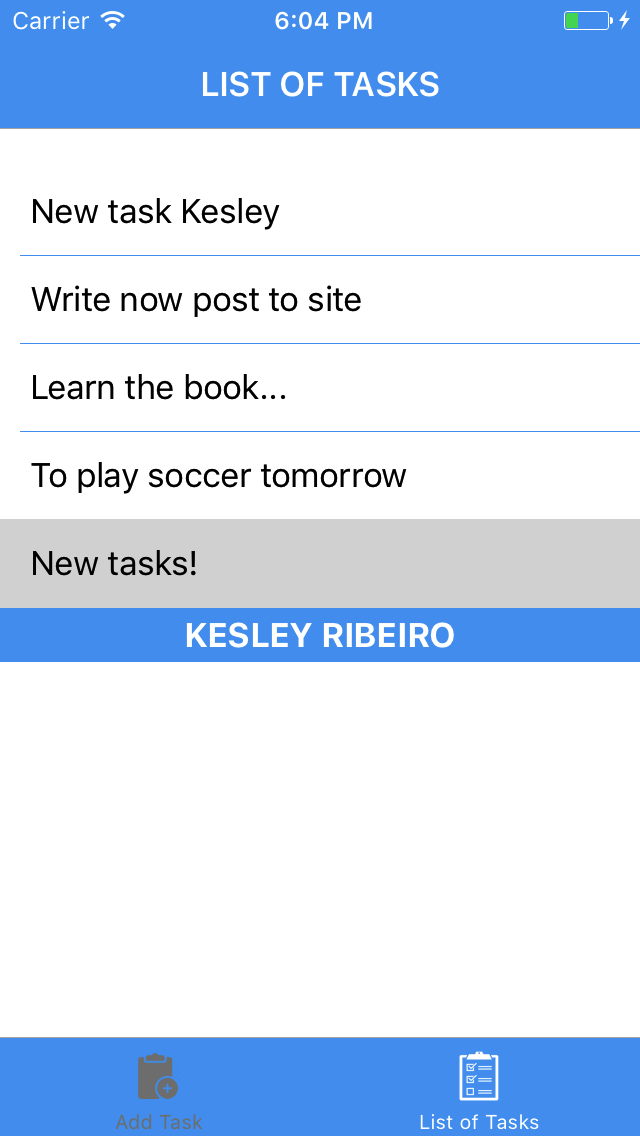 Carrier 6:04 PM
LIST OF TASKS
New task Kesley
Write now post to site
Learn the book...
To play soccer tomorrow
New tasks!
KESLEY RIBEIRO
Add Task List of Tasks